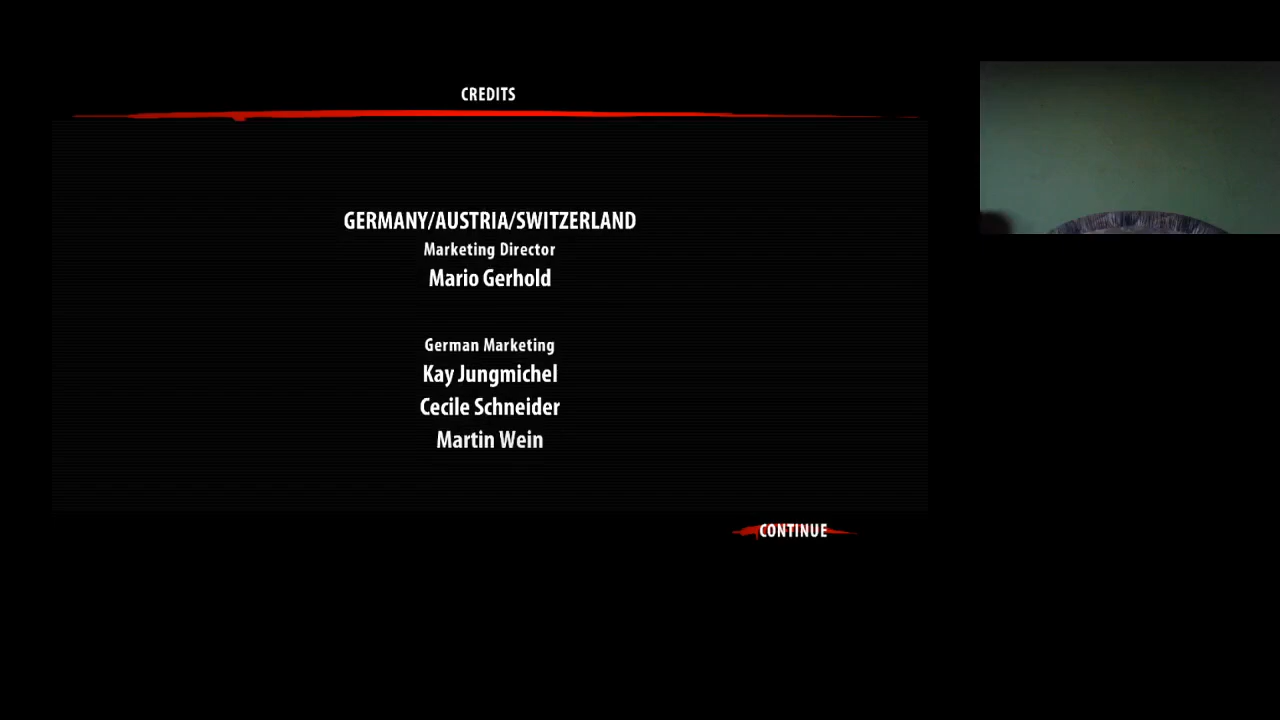 CREDITS
GERMANY/AUSTRIA/SWITZERLAND
Marketing Director
Mario Gerhold
German Marketing
Kay Jungmichel
Cecile Schneider
Martin Wein
CONTINUE